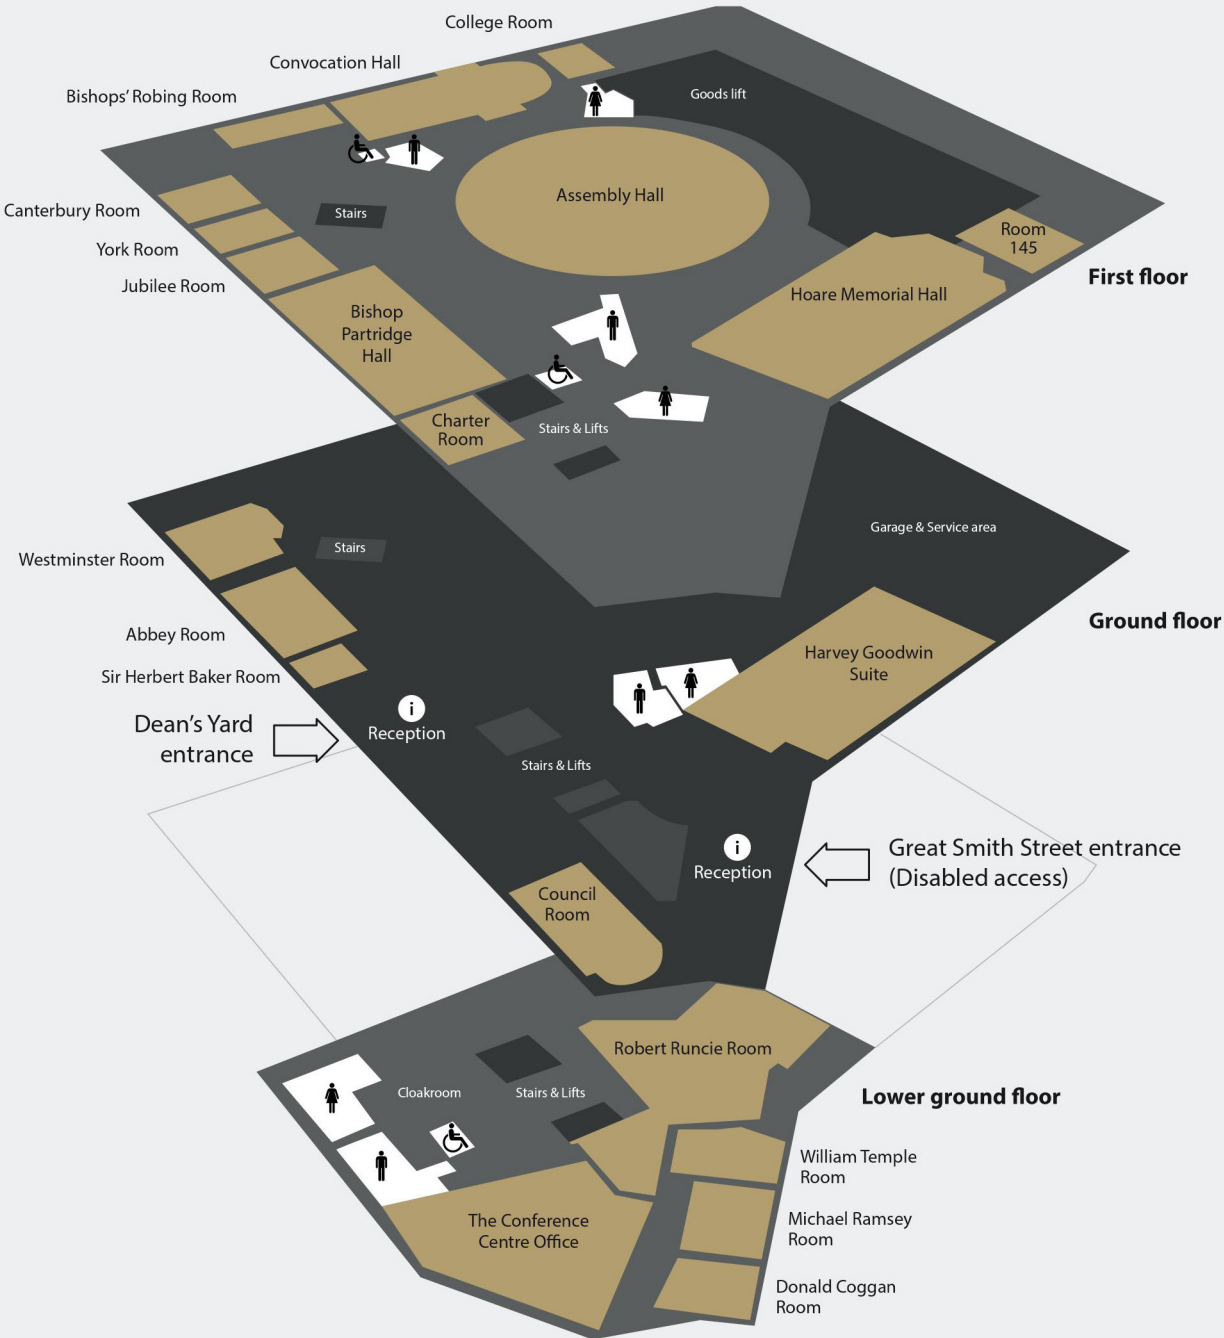 College Room
Convocation Hall
Bishops’ Robing Room
Goods lift
Canterbury Room
Stairs
Assembly Hall
York Room
Room
145
Jubilee Room
First floor
Hoare Memorial Hall
Bishop
Partridge
Hall
Charter
Room
Stairs & Lifts
Garage & Service area
Westminster Room
Stairs
Ground floor
Abbey Room
Harvey Goodwin
Suite
Sir Herbert Baker Room
i
Reception
Dean’s Yard
entrance
Stairs & Lifts
i
Reception
Great Smith Street entrance
(Disabled access)
Council
Room
Robert Runcie Room
Cloakroom
Stairs & Lifts
Lower ground floor
William Temple
Room
Michael Ramsey
Room
The Conference
Centre Office
Donald Coggan
Room